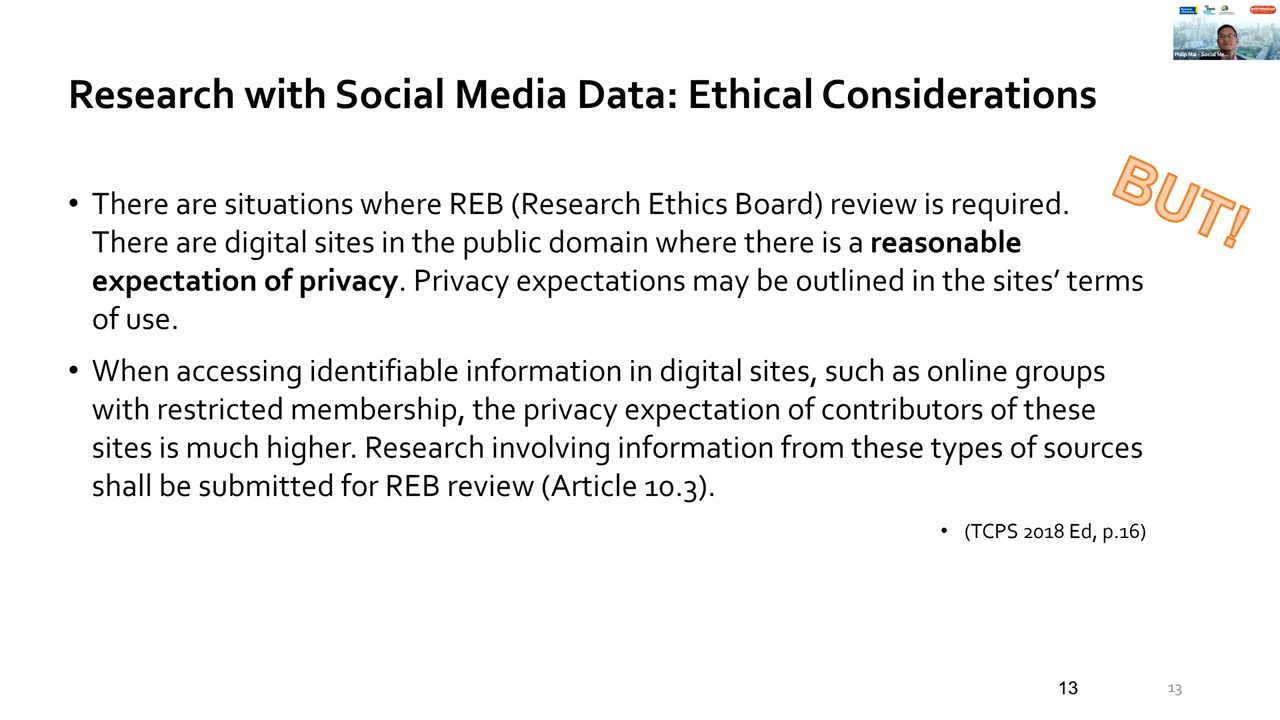 Philip Mai - Social Me...
Research with Social Media Data: Ethical Considerations
BUT!
• There are situations where REB (Research Ethics Board) review is required.
There are digital sites in the public domain where there is a reasonable
expectation of privacy. Privacy expectations may be outlined in the sites’ terms
of use.
• When accessing identifiable information in digital sites, such as online groups
with restricted membership, the privacy expectation of contributors of these
sites is much higher. Research involving information from these types of sources
shall be submitted for REB review (Article 10.3).
• (TCPS 2018 Ed, p.16)
13
13